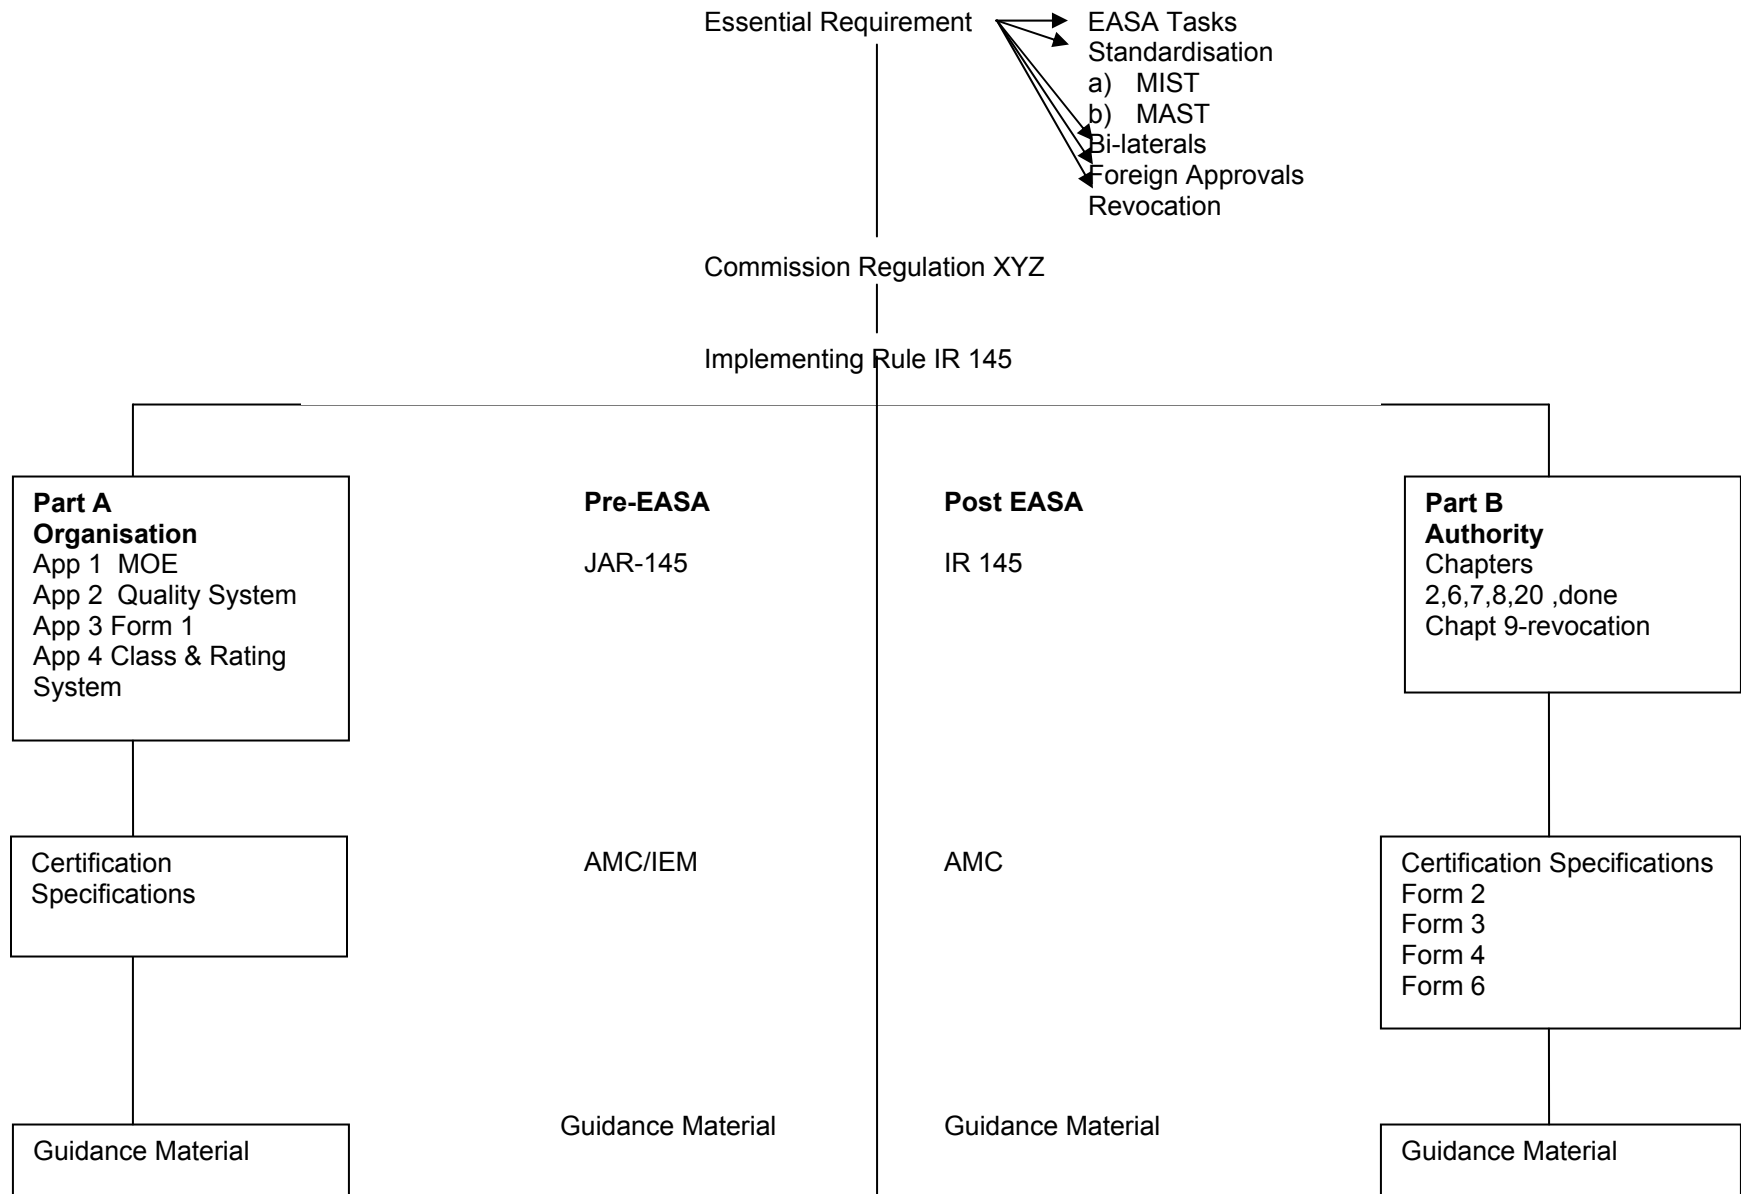 Essential Requirement
EASA Tasks
Standardisation
a) MIST
b) MAST
Bi-laterals
Foreign Approvals
Revocation
Commission Regulation XYZ
Implementing Rule IR 145
Part A
Organisation
App 1 MOE
App 2 Quality System
App 3 Form 1
App 4 Class & Rating
System
Pre-EASA
JAR-145
Post EASA
IR 145
Part B
Authority
Chapters
2,6,7,8,20 ,done
Chapt 9-revocation
Certification
Specifications
AMC/IEM
AMC
Certification Specifications
Form 2
Form 3
Form 4
Form 6
Guidance Material
Guidance Material
Guidance Material
Guidance Material